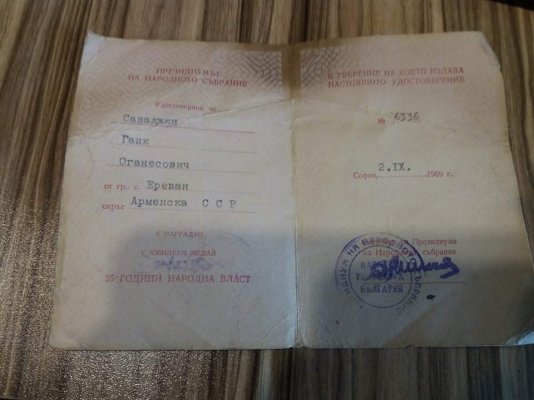 ПРЕЗИДИУМЪТ
НА НАРОДНОТО СЪБРАНИЕ
Удостоверява, че
Саваджян
Гаик
Оганесович
от гр., с. Ереван
окръг Арменска С С Р
Е НАГРАДЕН
С ЮБИЛЕЕН МЕДАЛ
25 ГОДИНИ НАРОДНА ВЛАСТ
В УВЕРЕНИЕ НА КОЕТО ИЗДАВА
НАСТОЯЩОТО УДОСТОВЕРЕНИЕ
№ 6336
София, 2.IX. 1969 г.
на Президиума
на Народното събрание
БЪЛГАРИЯ